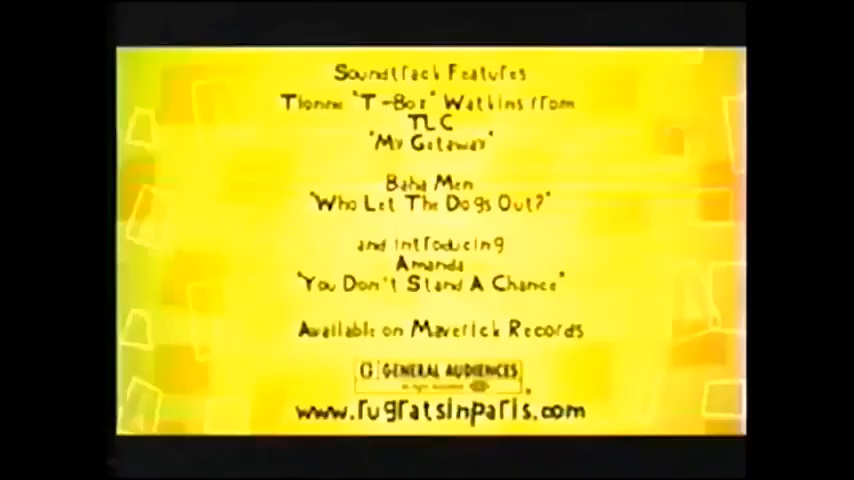 Soundtrack Features
Tionne "T-Boz" Watkins from
TLC
"My Getaway"
Baha Men
"Who Let The Dogs Out?"
and introducing
Amanda
"You Don't Stand A Chance"
Available on Maverick Records
G GENERAL AUDIENCES
www.rugratsinparis.com